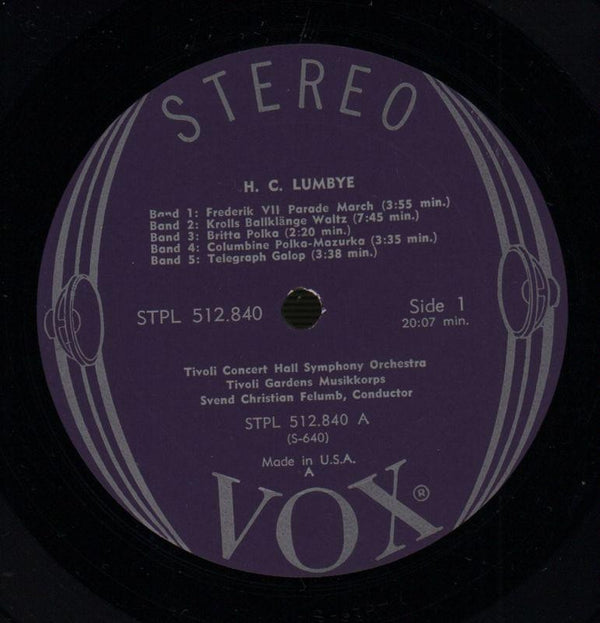 STEREO
H. C. LUMBYE
Band 1: Frederik VII Parade March (3:55 min.)
Band 2: Krolls Ballklänge Waltz (7:45 min.)
Band 3: Britta Polka (2:20 min.)
Band 4: Columbine Polka-Mazurka (3:35 min.)
Band 5: Telegraph Galop (3:38 min.)
STPL 512.840
Side 1
20:07 min.
Tivoli Concert Hall Symphony Orchestra
Tivoli Gardens Musikkorps
Svend Christian Felumb, Conductor
STPL 512.840 A
(S-640)
Made in U.S.A.
A
VOX®